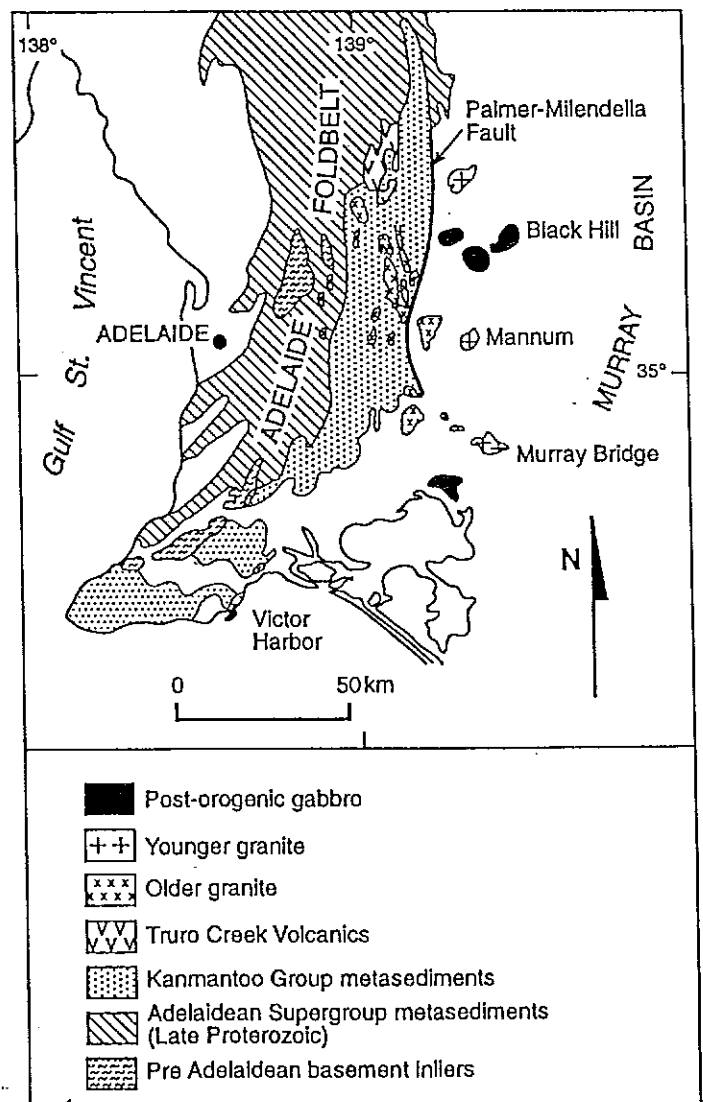 138°
139°
Palmer-Milendella
Fault
FOLDBELT
BASIN
Black Hill
Gulf St. Vincent
ADELAIDE
ADELAIDE
Mannum
MURRAY
35°
Murray Bridge
N
Victor
Harbor
0 50 km
Post-orogenic gabbro
Younger granite
Older granite
Truro Creek Volcanics
Kanmantoo Group metasediments
Adelaidean Supergroup metasediments
(Late Proterozoic)
Pre Adelaidean basement inliers